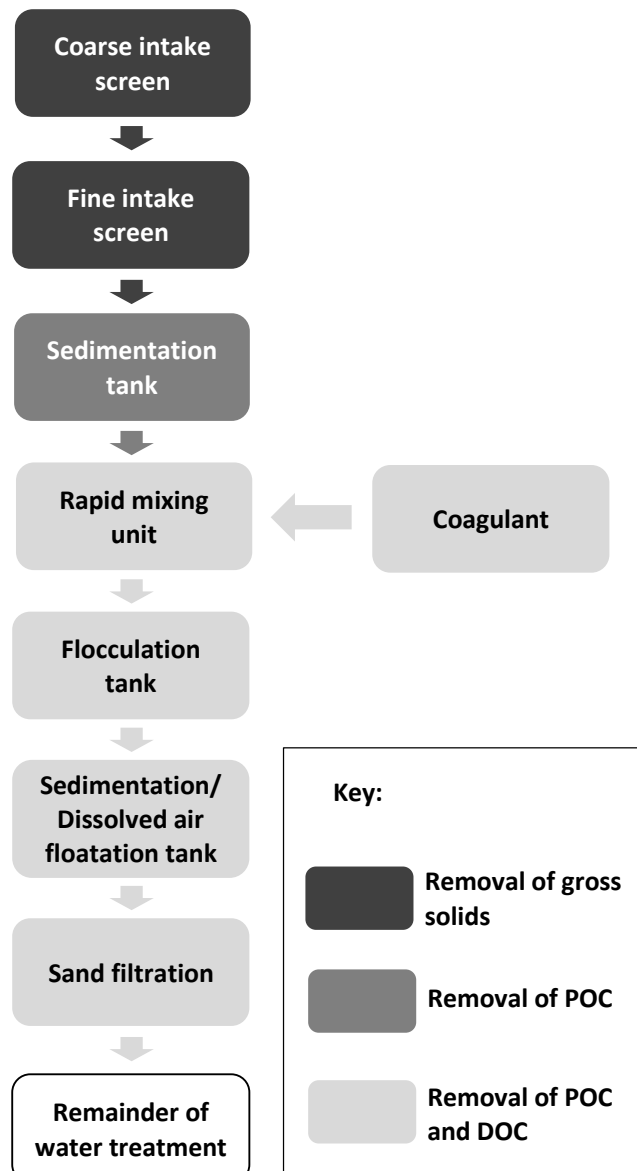 Coarse intake
screen
Fine intake
screen
Sedimentation
tank
Rapid mixing
unit
Coagulant
Flocculation
tank
Sedimentation/
Dissolved air
floatation tank
Sand filtration
Remainder of
water treatment
Key:
Removal of gross
solids
Removal of POC
Removal of POC
and DOC